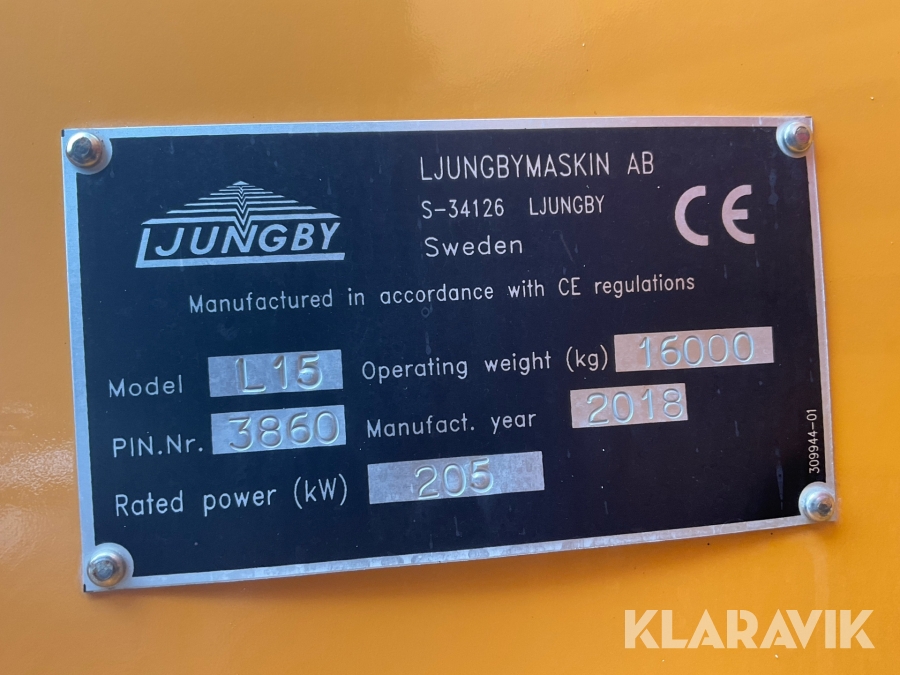 LJUNGBYMASKIN AB
S-34126 LJUNGBY
Sweden
LJUNGBY
CE
Manufactured in accordance with CE regulations
Model L15 Operating weight (kg) 16000
PIN.Nr. 3860 Manufact. year 2018
Rated power (kW) 205
309944-01
KLARAVIK